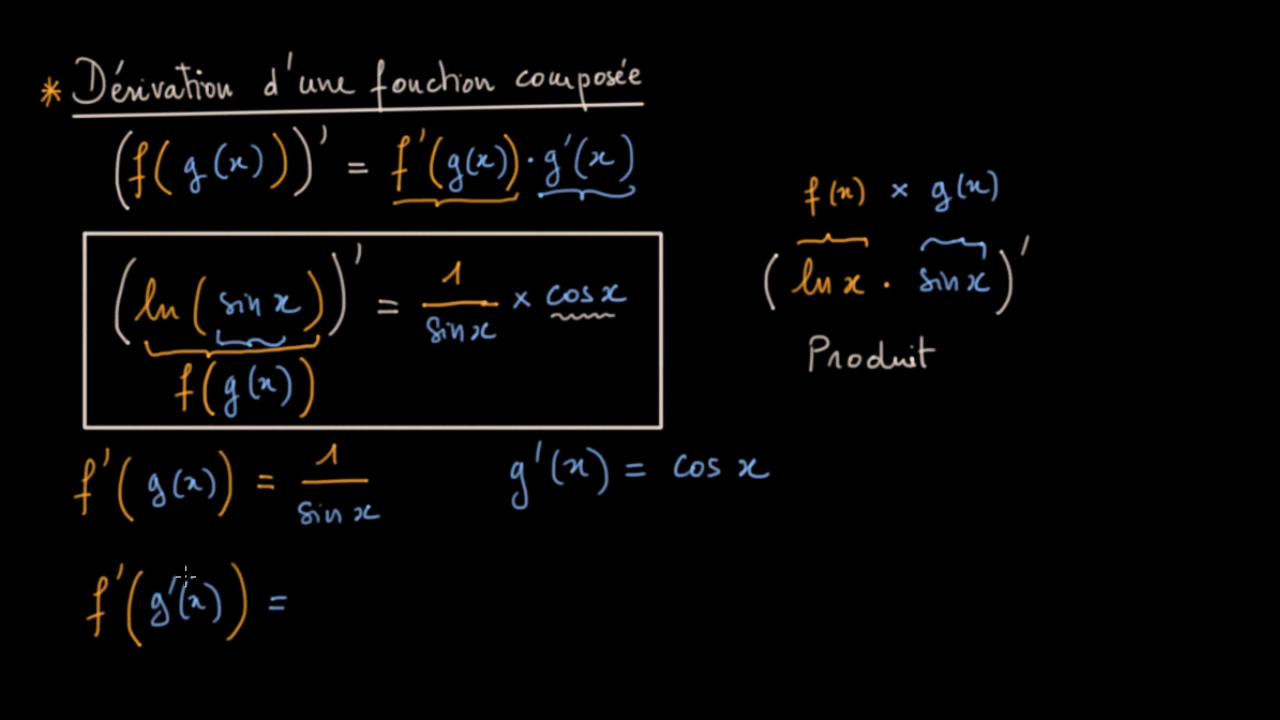 * Dérivation d'une fonction composée
(f(g(x)))' = f'(g(x)) · g'(x)
(ln(sin x))' = 1/sin x × cos x
f(g(x))
f(x) × g(x)
(ln x · sin x)'
Produit
f'(g(x)) = 1/sin x
g'(x) = cos x
f'(g'(x)) =